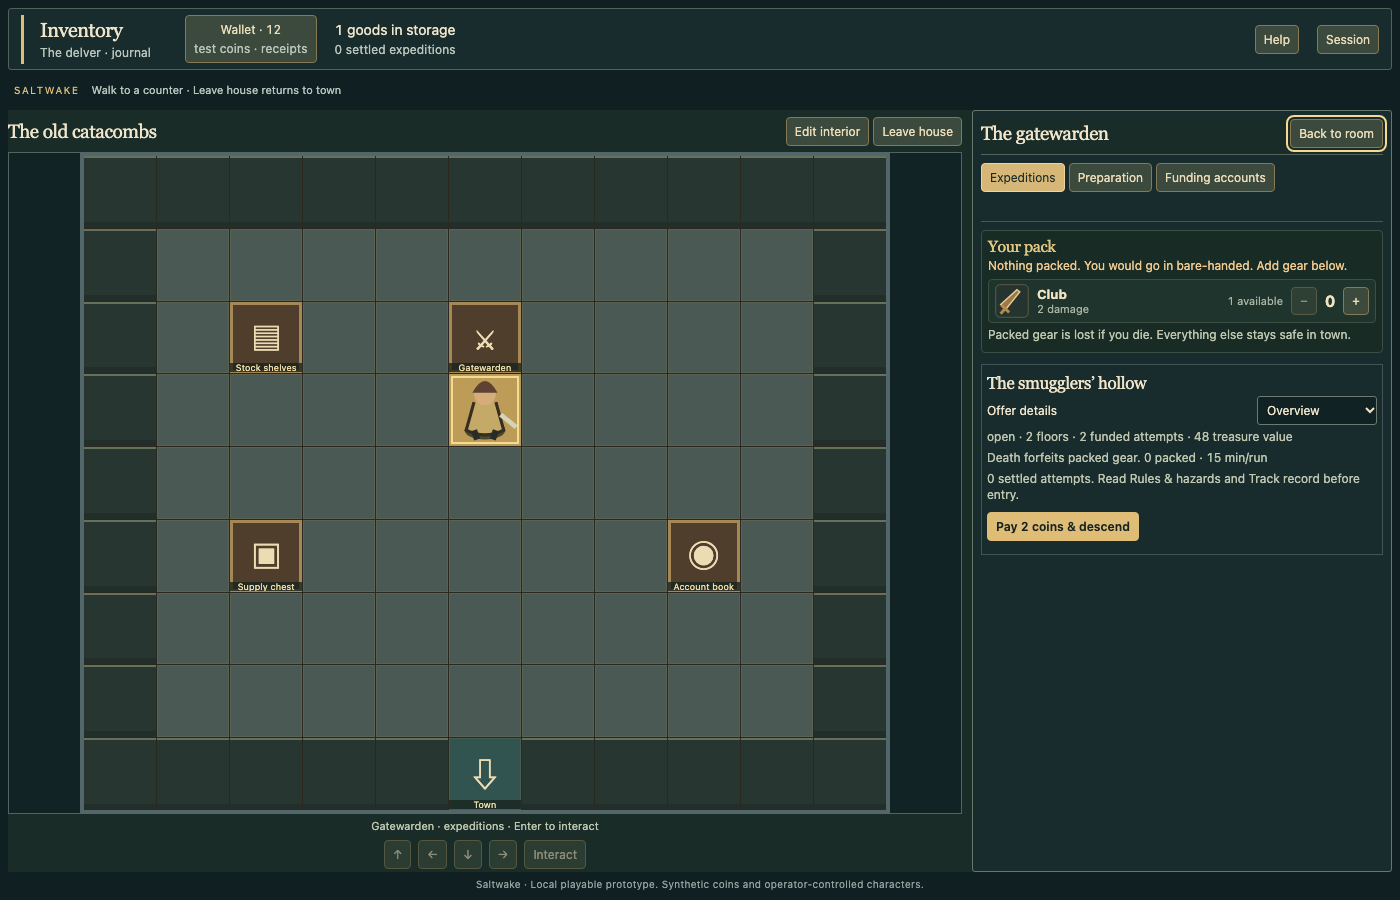 Inventory
The delver · journal
Wallet · 12
test coins · receipts
1 goods in storage
0 settled expeditions
Help
Session
SALTWAKE Walk to a counter · Leave house returns to town
The old catacombs
Edit interior
Leave house
Stock shelves
Gatewarden
Supply chest
Account book
Town
Gatewarden · expeditions · Enter to interact
Interact
The gatewarden
Back to room
Expeditions
Preparation
Funding accounts
Your pack
Nothing packed. You would go in bare-handed. Add gear below.
Club
2 damage
1 available − 0 +
Packed gear is lost if you die. Everything else stays safe in town.
The smugglers’ hollow
Offer details
Overview
open · 2 floors · 2 funded attempts · 48 treasure value
Death forfeits packed gear. 0 packed · 15 min/run
0 settled attempts. Read Rules & hazards and Track record before
entry.
Pay 2 coins & descend
Saltwake · Local playable prototype. Synthetic coins and operator-controlled characters.